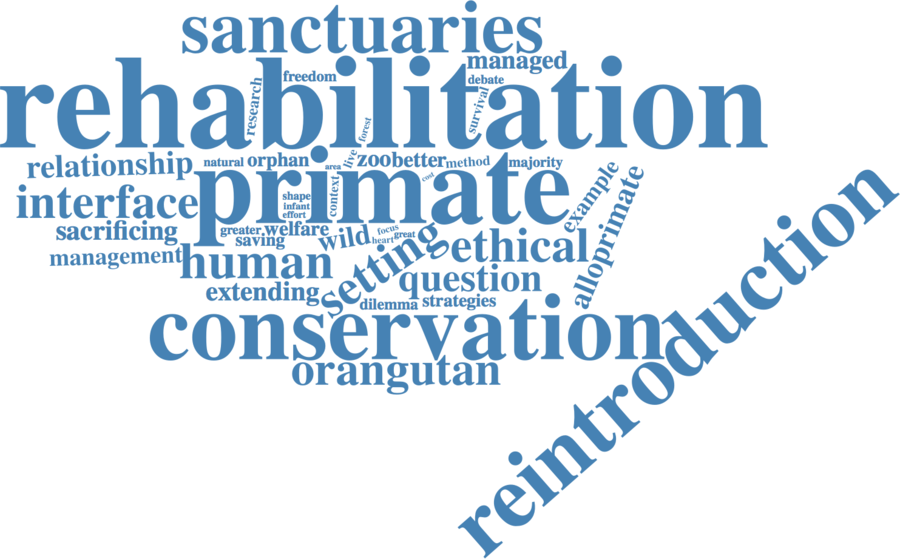 sanctuaries
managed
rehabilitation
freedom
debate
research
survival
forest
relationship
natural
orphan
area
live
zoo
better
method
majority
cost
primate
interface
shape
infant
effort
context
example
alloprimate
sacrificing
greater
welfare
saving
wild
focus
heart
great
setting
ethical
management
human
question
extending
dilemma
strategies
conservation
orangutan
reintroduction